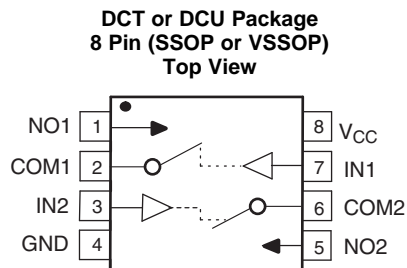 DCT or DCU Package
8 Pin (SSOP or VSSOP)
Top View
NO1 1 8 VCC
COM1 2 7 IN1
IN2 3 6 COM2
GND 4 5 NO2